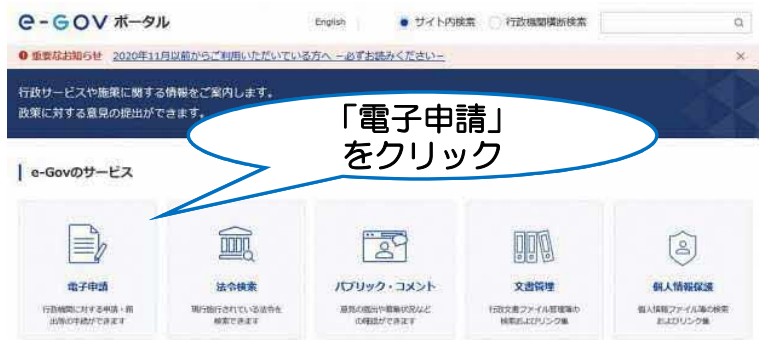 e-GOV ポータル
English
サイト内検索
行政機関横断検索
重要なお知らせ 2020年11月以前からご利用いただいている方へ －必ずお読みください－
行政サービスや施策に関する情報をご案内します。
政策に対する意見の提出ができます。
「電子申請」
をクリック
e-Govのサービス
電子申請
行政機関に対する申請・届
出等の手続ができます
法令検索
現行施行されている法令を
検索できます
パブリック・コメント
意見の提出や募集状況など
の確認ができます
文書管理
行政文書ファイル管理簿の
検索およびリンク集
個人情報保護
個人情報ファイル簿の検索
およびリンク集